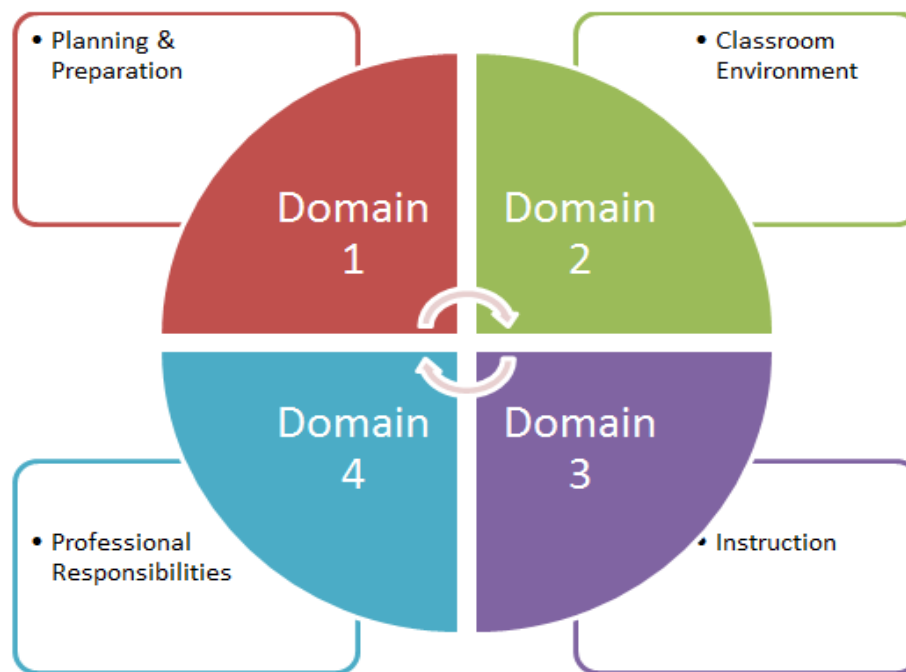 • Planning &
Preparation
• Classroom
Environment
Domain
1
Domain
2
Domain
4
Domain
3
• Professional
Responsibilities
• Instruction